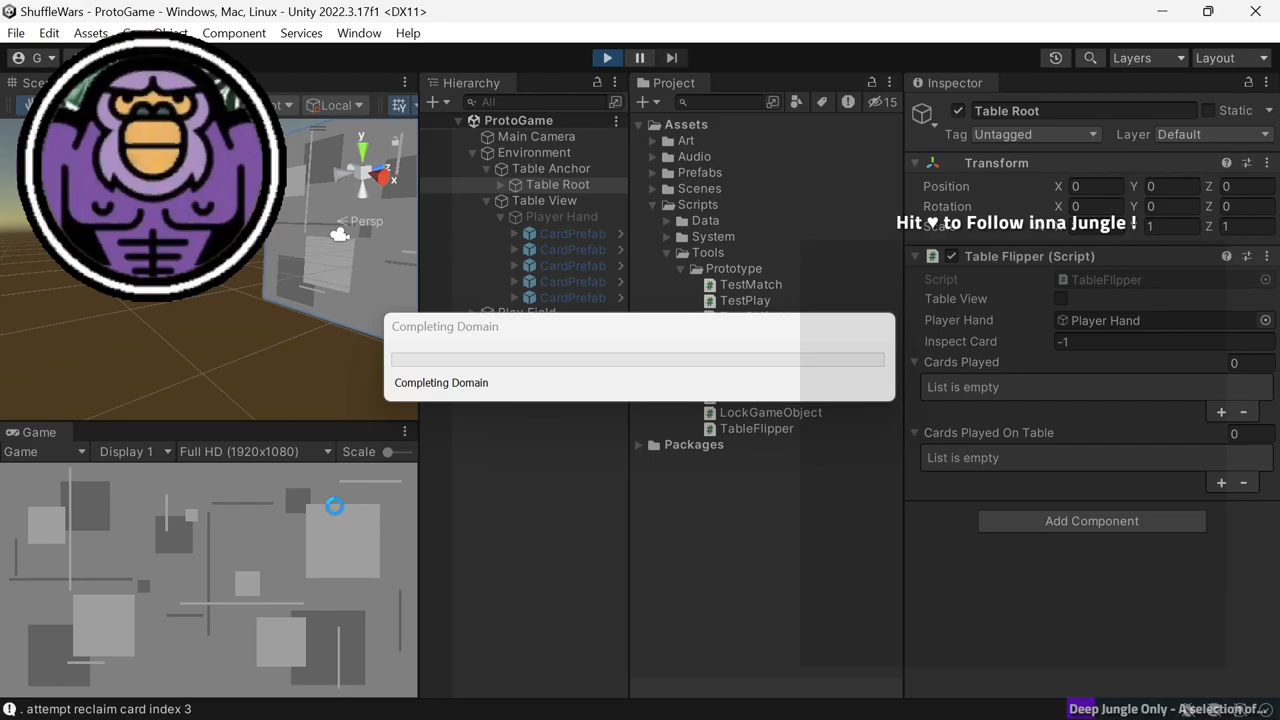 ShuffleWars - ProtoGame - Windows, Mac, Linux - Unity 2022.3.17f1 <DX11>
File Edit Assets Component Services Window Help
G Layers Layout
Hierarchy Project Inspector
Local All 15 Table Root Static
ProtoGame Assets Tag Untagged Layer Default
Main Camera Art
Environment Audio Transform
Table Anchor Prefabs
Table Root Scenes Position X 0 Y 0 Z 0
Table View Scripts Rotation X 0 Y 0 Z 0
Player Hand Data X 1 Y 1 Z 1
Hit ♥ to Follow inna Jungle !
y z x
< Persp
CardPrefab System
CardPrefab Tools Table Flipper (Script)
CardPrefab Prototype Script TableFlipper
CardPrefab TestMatch Table View
CardPrefab TestPlay Player Hand Player Hand
Inspect Card -1
Completing Domain
Completing Domain
Cards Played 0
List is empty
LockGameObject
TableFlipper Cards Played On Table 0
Packages List is empty
Add Component
Game
Game Display 1 Full HD (1920x1080) Scale
. attempt reclaim card index 3
Deep Jungle Only - A selection of...